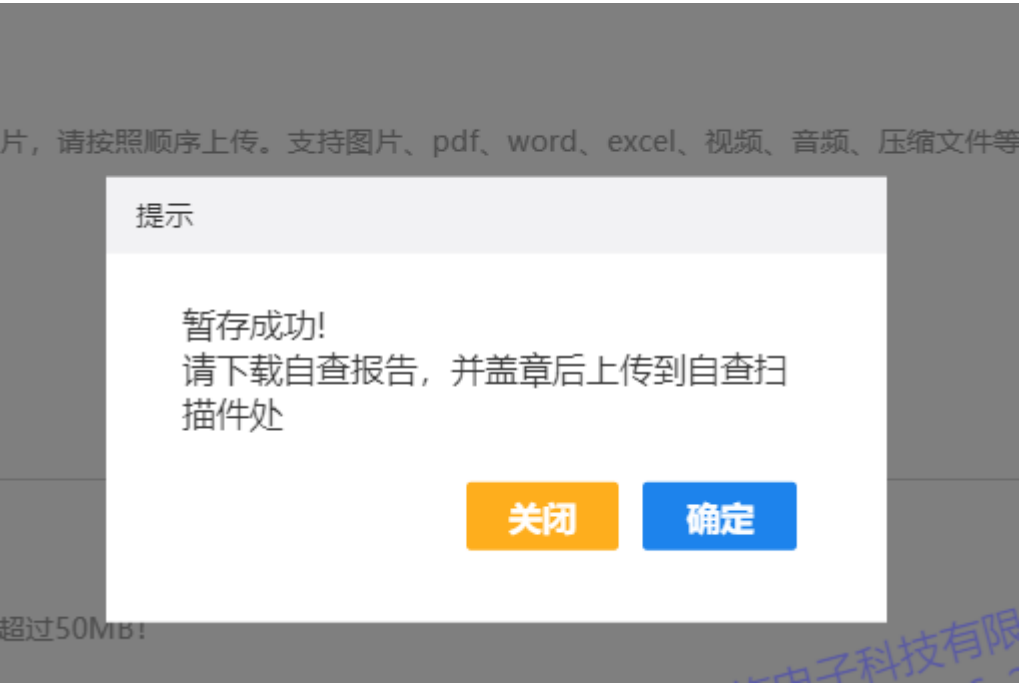 片，请按照顺序上传。支持图片、pdf、word、excel、视频、音频、压缩文件等
提示
暂存成功!
请下载自查报告，并盖章后上传到自查扫
描件处
关闭
确定
超过50MB!
电子科技有限